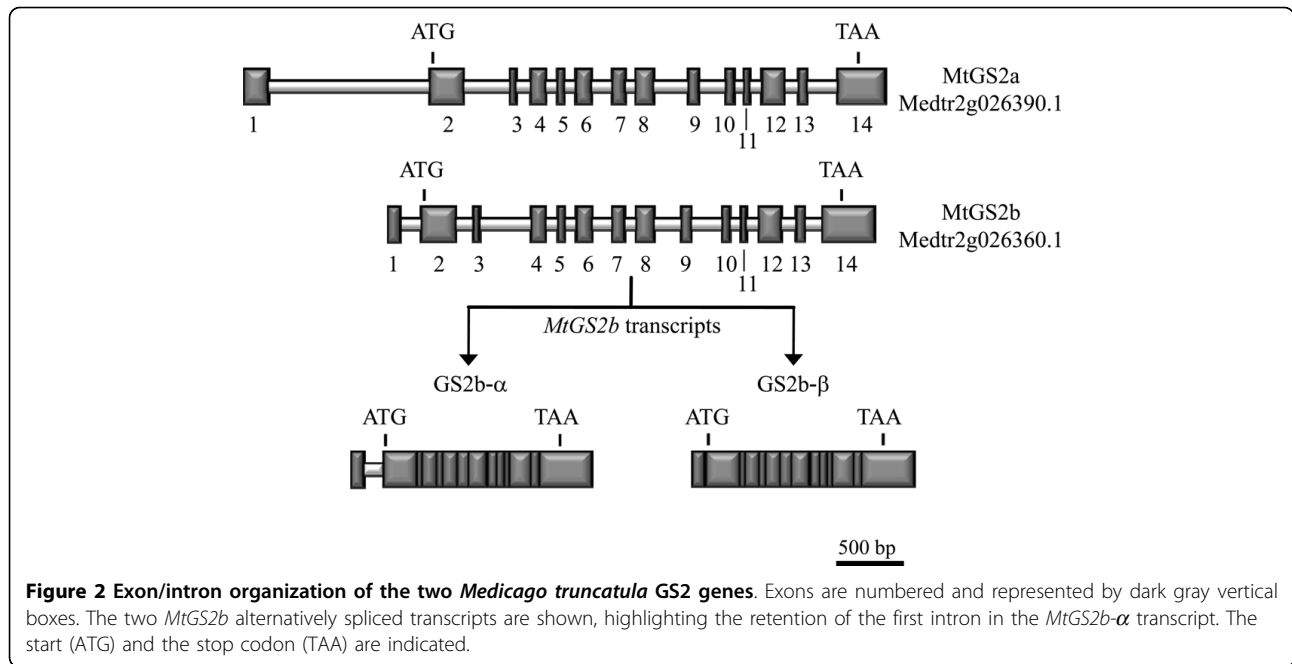 ATG TAA
MtGS2a
Medtr2g026390.1
1 2 3 4 5 6 7 8 9 10 12 13 14
11
ATG TAA
MtGS2b
Medtr2g026360.1
1 2 3 4 5 6 7 8 9 10 12 13 14
11
MtGS2b transcripts
GS2b-α GS2b-β
ATG TAA ATG TAA
500 bp
Figure 2 Exon/intron organization of the two Medicago truncatula GS2 genes. Exons are numbered and represented by dark gray vertical
boxes. The two MtGS2b alternatively spliced transcripts are shown, highlighting the retention of the first intron in the MtGS2b-α transcript. The
start (ATG) and the stop codon (TAA) are indicated.